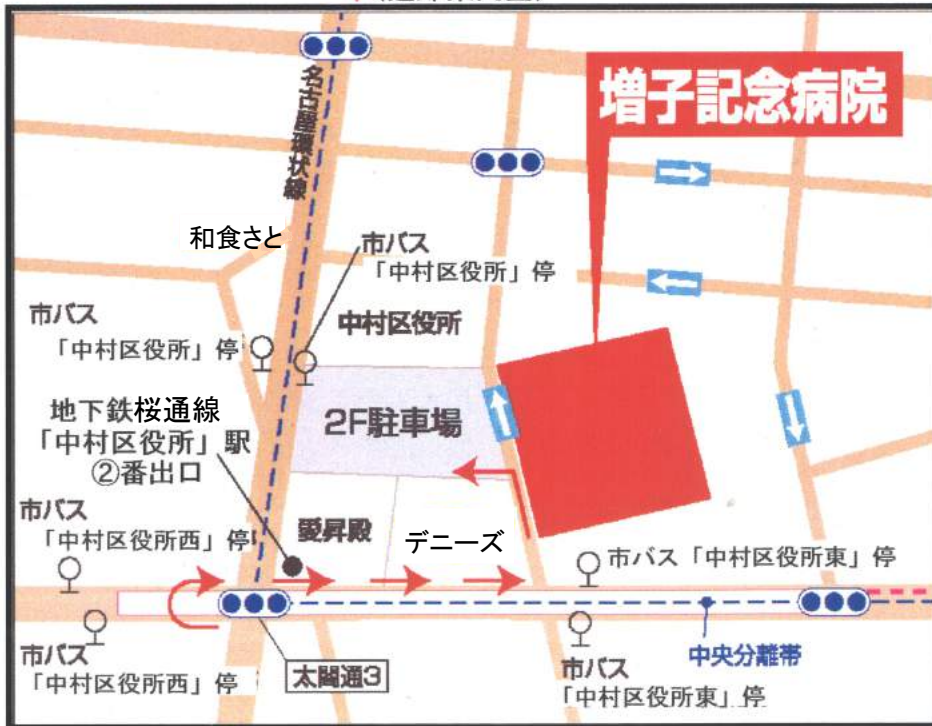 増子記念病院
名古屋環状線
和食さと
市バス
「中村区役所」停
中村区役所
市バス
「中村区役所」停
2F駐車場
地下鉄桜通線
「中村区役所」駅
②番出口
市バス
「中村区役所西」停
愛昇殿
デニーズ
市バス「中村区役所東」停
市バス
「中村区役所西」停
太閤通3
中央分離帯
市バス
「中村区役所東」停